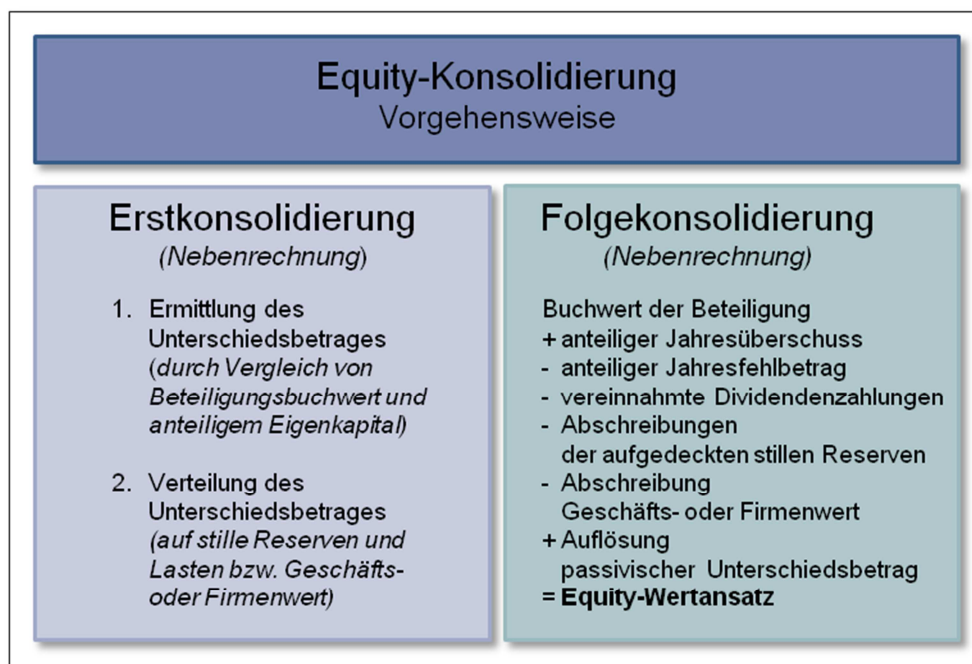 Equity-Konsolidierung
Vorgehensweise
Erstkonsolidierung
(Nebenrechnung)
1. Ermittlung des
Unterschiedsbetrages
(durch Vergleich von
Beteiligungsbuchwert und
anteiligem Eigenkapital)
2. Verteilung des
Unterschiedsbetrages
(auf stille Reserven und
Lasten bzw. Geschäfts-
oder Firmenwert)
Folgekonsolidierung
(Nebenrechnung)
Buchwert der Beteiligung
+ anteiliger Jahresüberschuss
- anteiliger Jahresfehlbetrag
- vereinnahmte Dividendenzahlungen
- Abschreibungen
der aufgedeckten stillen Reserven
- Abschreibung
Geschäfts- oder Firmenwert
+ Auflösung
passivischer Unterschiedsbetrag
= Equity-Wertansatz